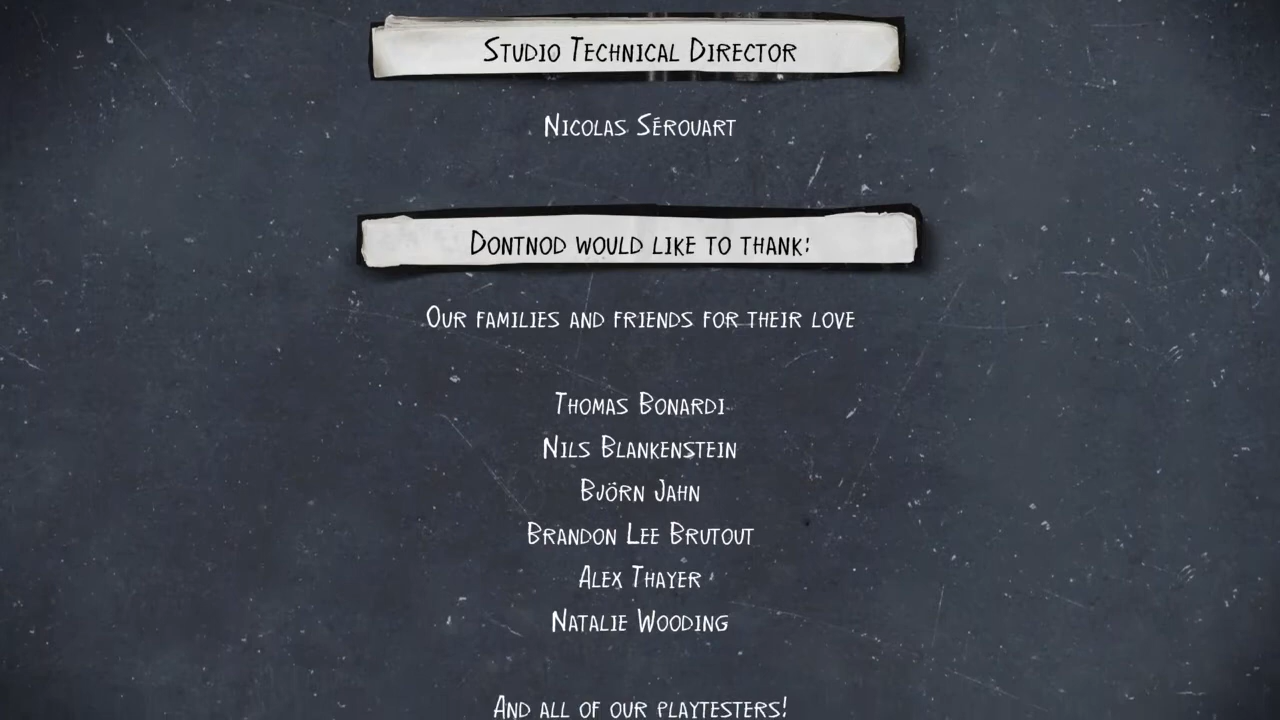 Studio Technical Director
Nicolas Sérouart
Dontnod would like to thank:
Our families and friends for their love
Thomas Bonardi
Nils Blankenstein
Björn Jahn
Brandon Lee Brutout
Alex Thayer
Natalie Wooding
And all of our playtesters!